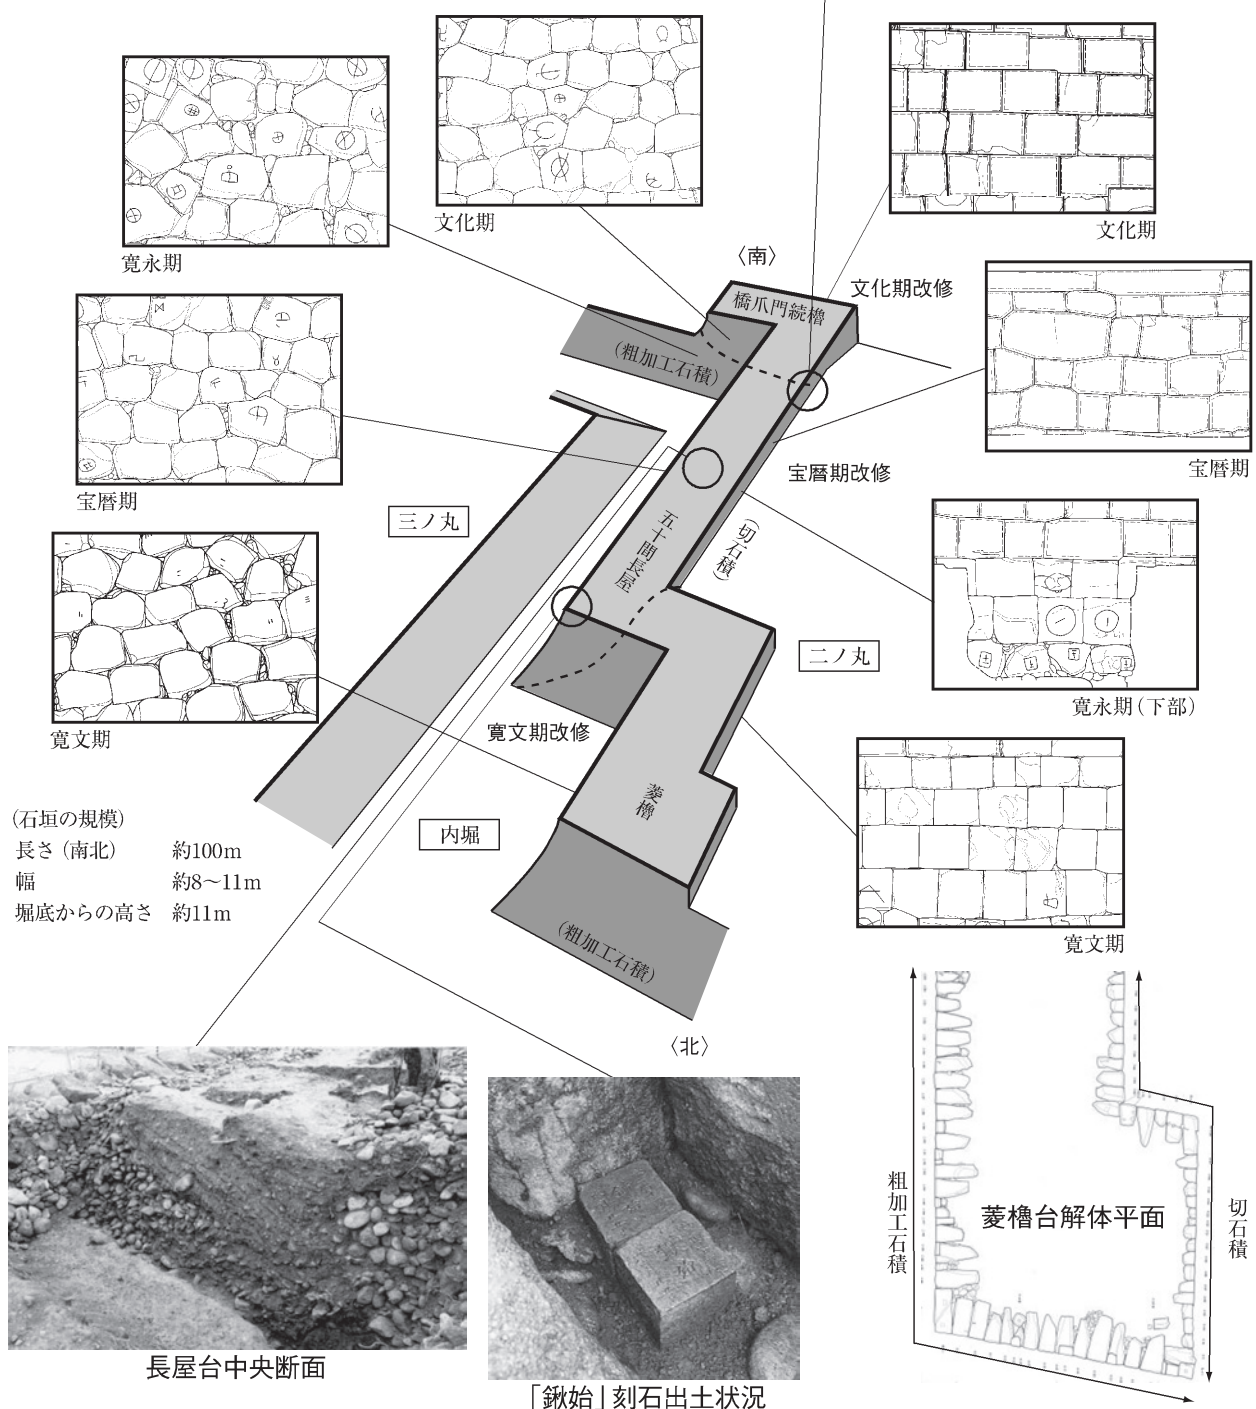 文化期
文化期
寛永期
〈南〉
文化期改修
橋爪門続櫓
(粗加工石積)
宝暦期
宝暦期改修
宝暦期
三ノ丸
五十間長屋
(切石積)
二ノ丸
寛永期(下部)
寛文期
寛文期改修
菱櫓
(石垣の規模)
長さ(南北) 約100m
幅 約8～11m
堀底からの高さ 約11m
内堀
寛文期
(粗加工石積)
〈北〉
粗加工石積
菱櫓台解体平面
切石積
長屋台中央断面
「鍬始」刻石出土状況